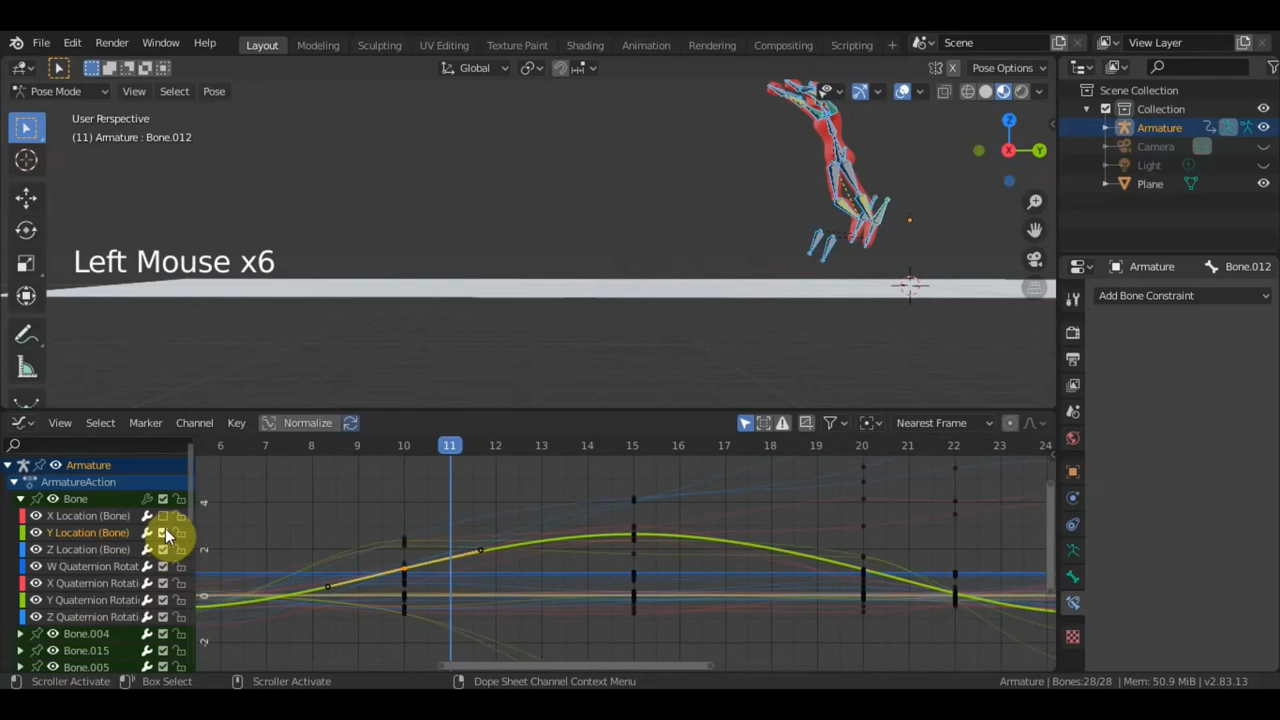 File Edit Render Window Help Layout Modeling Sculpting UV Editing Texture Paint Shading Animation Rendering Compositing Scripting Scene View Layer
Global Pose Options
Pose Mode View Select Pose
User Perspective
(11) Armature : Bone.012
Left Mouse x6
Z
Y
X
Scene Collection
Collection
Armature
Camera
Light
Plane
Armature Bone.012
Add Bone Constraint
View Select Marker Channel Key Normalize Nearest Frame
6 7 8 9 10 11 12 13 14 15 16 17 18 19 20 21 22 23 24
4
2
0
-2
Armature
ArmatureAction
Bone
X Location (Bone)
Y Location (Bone)
Z Location (Bone)
W Quaternion Rotat
X Quaternion Rotati
Y Quaternion Rotati
Z Quaternion Rotati
Bone.004
Bone.015
Bone.005
Scroller Activate Box Select Scroller Activate Dope Sheet Channel Context Menu Armature | Bones:28/28 | Mem: 50.9 MiB | v2.83.13